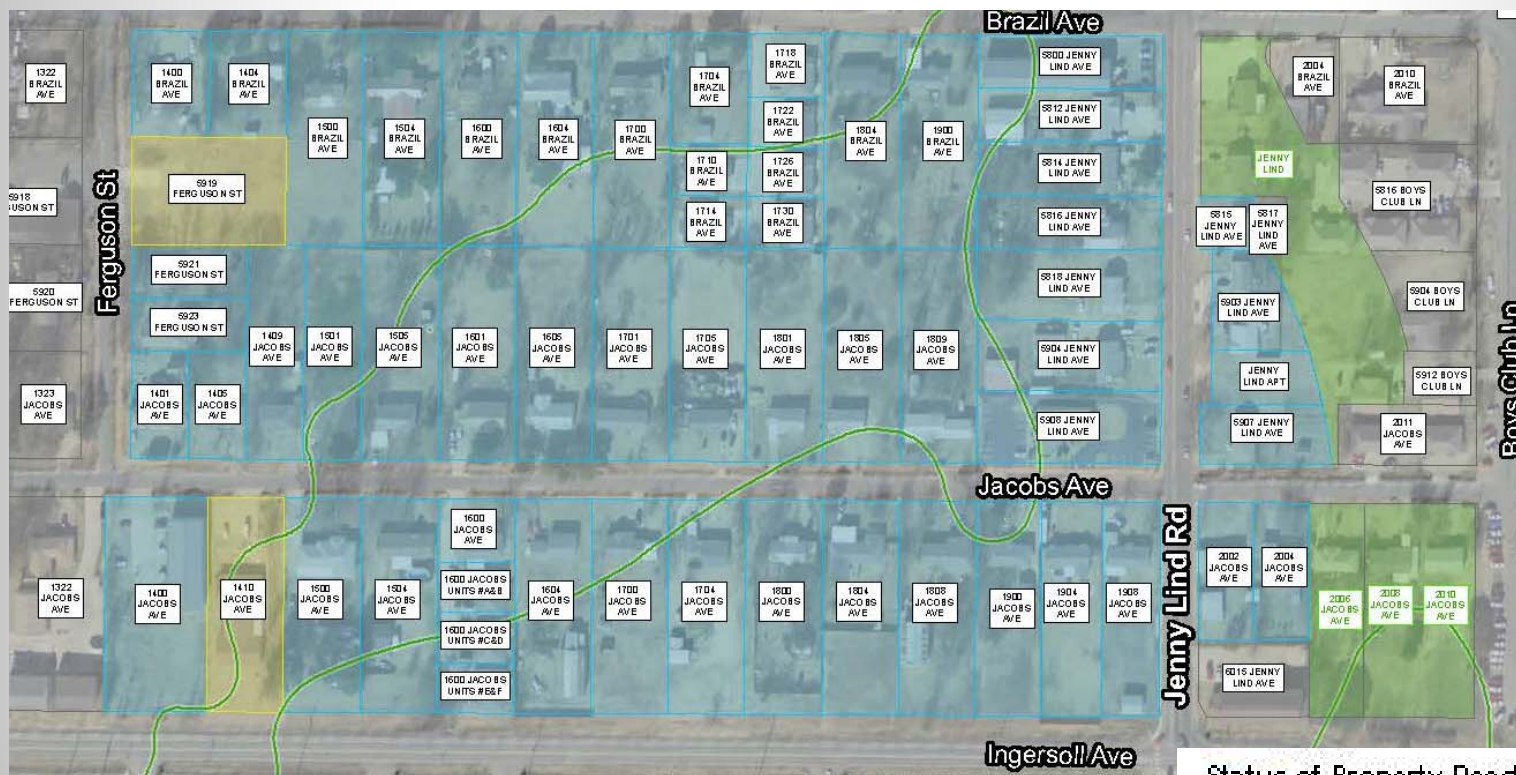 Brazil Ave
1322
BRAZIL
AVE
1400
BRAZIL
AVE
1404
BRAZIL
AVE
1500
BRAZIL
AVE
1504
BRAZIL
AVE
1600
BRAZIL
AVE
1604
BRAZIL
AVE
1700
BRAZIL
AVE
1704
BRAZIL
AVE
1718
BRAZIL
AVE
1722
BRAZIL
AVE
1710
BRAZIL
AVE
1726
BRAZIL
AVE
1714
BRAZIL
AVE
1730
BRAZIL
AVE
1804
BRAZIL
AVE
1900
BRAZIL
AVE
5800 JENNY
LIND AVE
5812 JENNY
LIND AVE
5814 JENNY
LIND AVE
5816 JENNY
LIND AVE
5818 JENNY
LIND AVE
5904 JENNY
LIND AVE
5908 JENNY
LIND AVE
2004
BRAZIL
AVE
2010
BRAZIL
AVE
JENNY
LIND
5816 BOYS
CLUB LN
5815
JENNY
LIND AVE
5817
JENNY
LIND
AVE
5903 JENNY
LIND AVE
5904 BOYS
CLUB LN
JENNY
LIND APT
5912 BOYS
CLUB LN
5907 JENNY
LIND AVE
2011
JACOBS
AVE
Boys Club Ln
Ferguson St
5918
USON ST
5919
FERGUSON ST
5920
FERGUSON ST
5921
FERGUSON ST
5923
FERGUSON ST
1323
JACOBS
AVE
1401
JACOBS
AVE
1405
JACOBS
AVE
1409
JACOBS
AVE
1501
JACOBS
AVE
1505
JACOBS
AVE
1601
JACOBS
AVE
1605
JACOBS
AVE
1701
JACOBS
AVE
1705
JACOBS
AVE
1801
JACOBS
AVE
1805
JACOBS
AVE
1809
JACOBS
AVE
Jacobs Ave
1322
JACOBS
AVE
1400
JACOBS
AVE
1410
JACOBS
AVE
1500
JACOBS
AVE
1504
JACOBS
AVE
1600
JACOBS
AVE
1600 JACOBS
UNITS #A&B
1600 JACOBS
UNITS #C&D
1600 JACOBS
UNITS #E&F
1604
JACOBS
AVE
1700
JACOBS
AVE
1704
JACOBS
AVE
1800
JACOBS
AVE
1804
JACOBS
AVE
1808
JACOBS
AVE
1900
JACOBS
AVE
1904
JACOBS
AVE
1908
JACOBS
AVE
Jenny Lind Rd
2002
JACOBS
AVE
2004
JACOBS
AVE
2006
JACOBS
AVE
2008
JACOBS
AVE
2010
JACOBS
AVE
6015 JENNY
LIND AVE
Ingersoll Ave
Status of Property